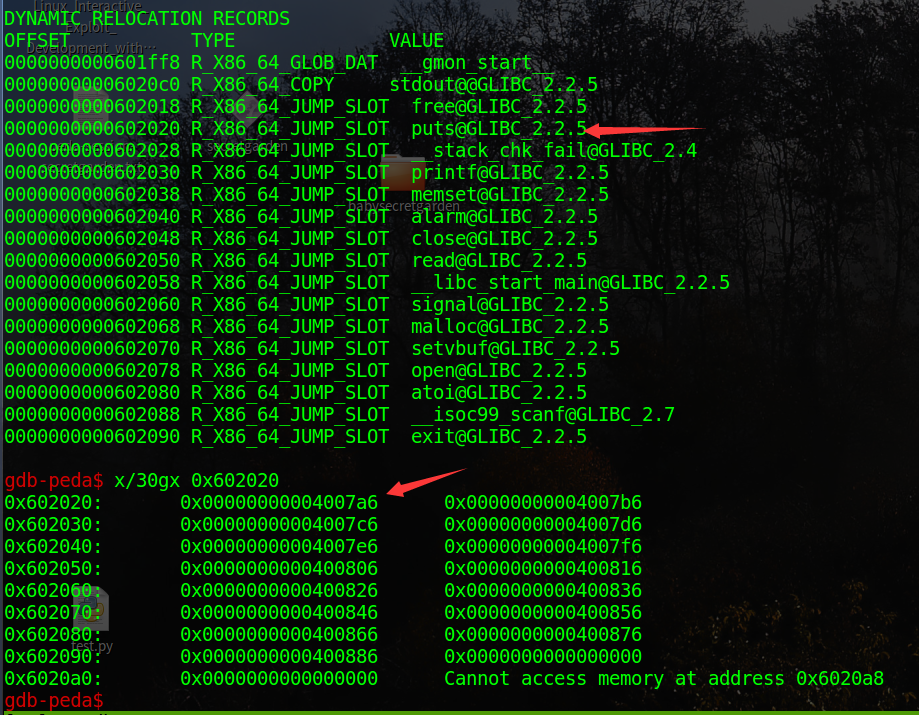 Linux_Interactive
DYNAMIC RELOCATION RECORDS
Exploit_
OFFSET           TYPE              VALUE
Development_with…
0000000000601ff8 R_X86_64_GLOB_DAT  __gmon_start__
00000000006020c0 R_X86_64_COPY     stdout@@GLIBC_2.2.5
0000000000602018 R_X86_64_JUMP_SLOT  free@GLIBC_2.2.5
0000000000602020 R_X86_64_JUMP_SLOT  puts@GLIBC_2.2.5
0000000000602028 R_X86_64_JUMP_SLOT  __stack_chk_fail@GLIBC_2.4
0000000000602030 R_X86_64_JUMP_SLOT  printf@GLIBC_2.2.5
0000000000602038 R_X86_64_JUMP_SLOT  memset@GLIBC_2.2.5
babysecretgarden
0000000000602040 R_X86_64_JUMP_SLOT  alarm@GLIBC_2.2.5
0000000000602048 R_X86_64_JUMP_SLOT  close@GLIBC_2.2.5
0000000000602050 R_X86_64_JUMP_SLOT  read@GLIBC_2.2.5
0000000000602058 R_X86_64_JUMP_SLOT  __libc_start_main@GLIBC_2.2.5
0000000000602060 R_X86_64_JUMP_SLOT  signal@GLIBC_2.2.5
0000000000602068 R_X86_64_JUMP_SLOT  malloc@GLIBC_2.2.5
0000000000602070 R_X86_64_JUMP_SLOT  setvbuf@GLIBC_2.2.5
0000000000602078 R_X86_64_JUMP_SLOT  open@GLIBC_2.2.5
0000000000602080 R_X86_64_JUMP_SLOT  atoi@GLIBC_2.2.5
0000000000602088 R_X86_64_JUMP_SLOT  __isoc99_scanf@GLIBC_2.7
0000000000602090 R_X86_64_JUMP_SLOT  exit@GLIBC_2.2.5
gdb-peda$ x/30gx 0x602020
0x602020:       0x00000000004007a6      0x00000000004007b6
0x602030:       0x00000000004007c6      0x00000000004007d6
0x602040:       0x00000000004007e6      0x00000000004007f6
0x602050:       0x0000000000400806      0x0000000000400816
0x602060:       0x0000000000400826      0x0000000000400836
0x602070:       0x0000000000400846      0x0000000000400856
0x602080:       0x0000000000400866      0x0000000000400876
test.py
0x602090:       0x0000000000400886      0x0000000000000000
0x6020a0:       0x0000000000000000      Cannot access memory at address 0x6020a8
gdb-peda$